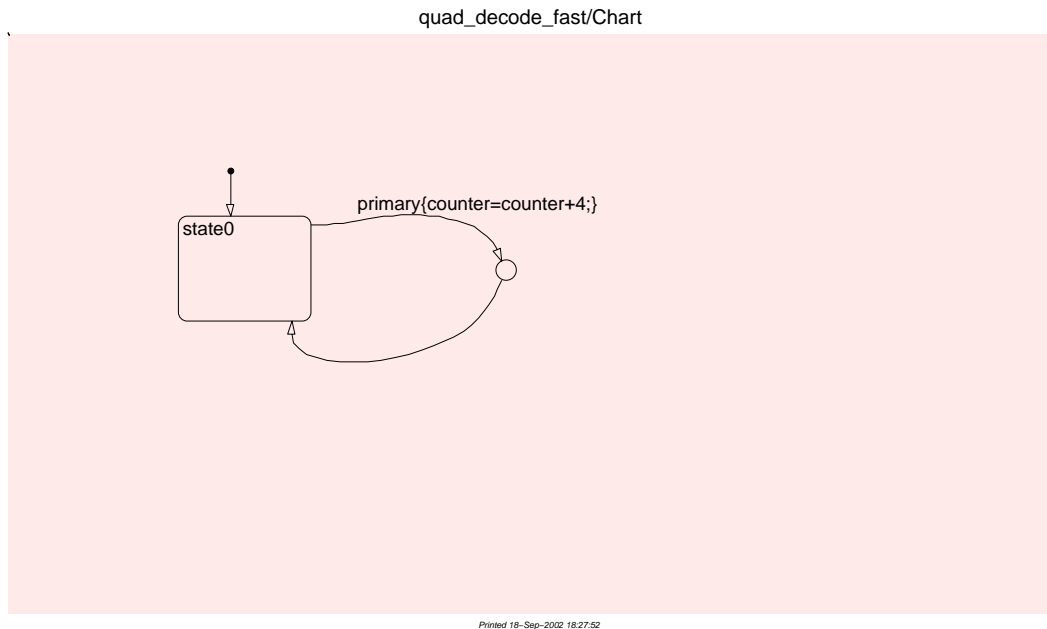 quad_decode_fast/Chart
primary{counter=counter+4;}
state0
Printed 18−Sep−2002 18:27:52